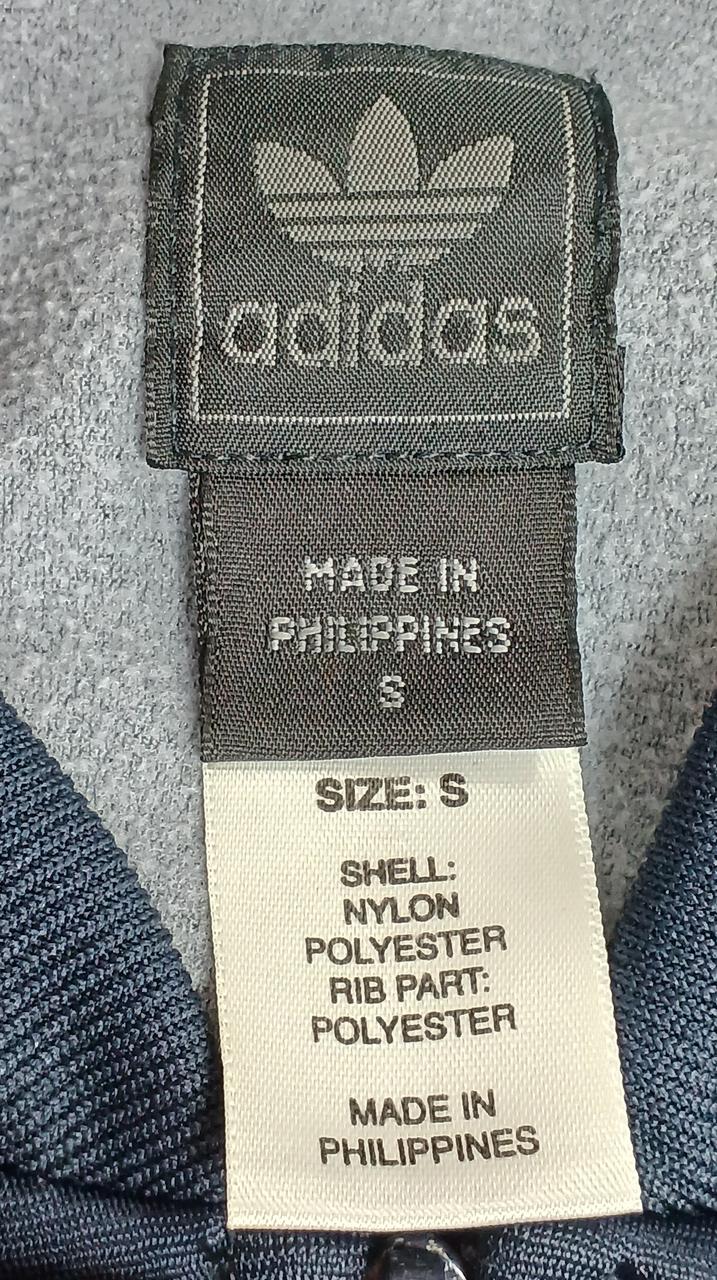 adidas
MADE IN
PHILIPPINES
S
SIZE: S
SHELL:
NYLON
POLYESTER
RIB PART:
POLYESTER
MADE IN
PHILIPPINES